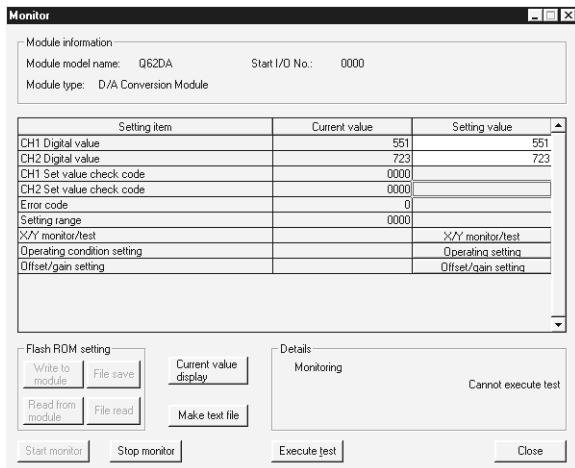 Monitor
Module information
Module model name: Q62DA Start I/O No.: 0000
Module type: D/A Conversion Module
Setting item Current value Setting value
CH1 Digital value 551 551
CH2 Digital value 723 723
CH1 Set value check code 0000
CH2 Set value check code 0000
Error code 0
Setting range 0000
X/Y monitor/test X/Y monitor/test
Operating condition setting Operating setting
Offset/gain setting Offset/gain setting
Flash ROM setting
Write to module
File save
Read from module
File read
Current value display
Make text file
Details
Monitoring
Cannot execute test
Start monitor Stop monitor Execute test Close